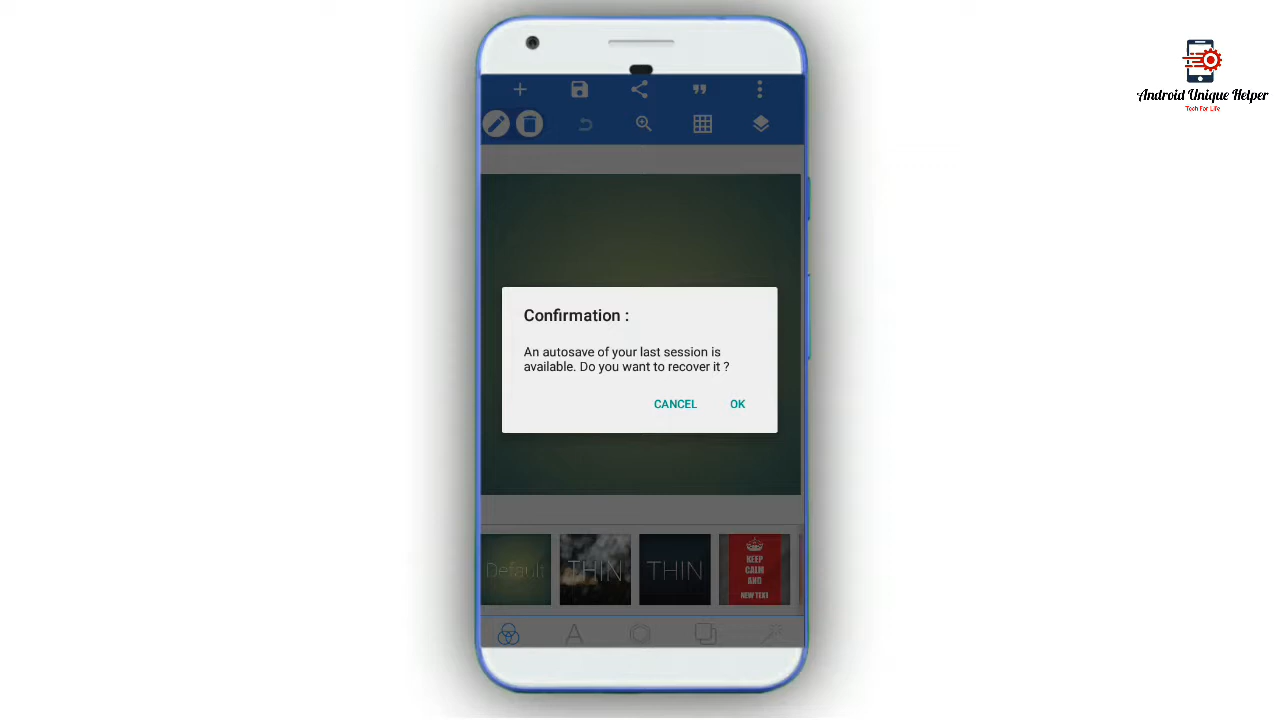 Android Unique Helper
Tech For Life
Confirmation :
An autosave of your last session is
available. Do you want to recover it ?
CANCEL OK
Default
THIN
THIN
KEEP
CALM
AND
NEW TEXT
A